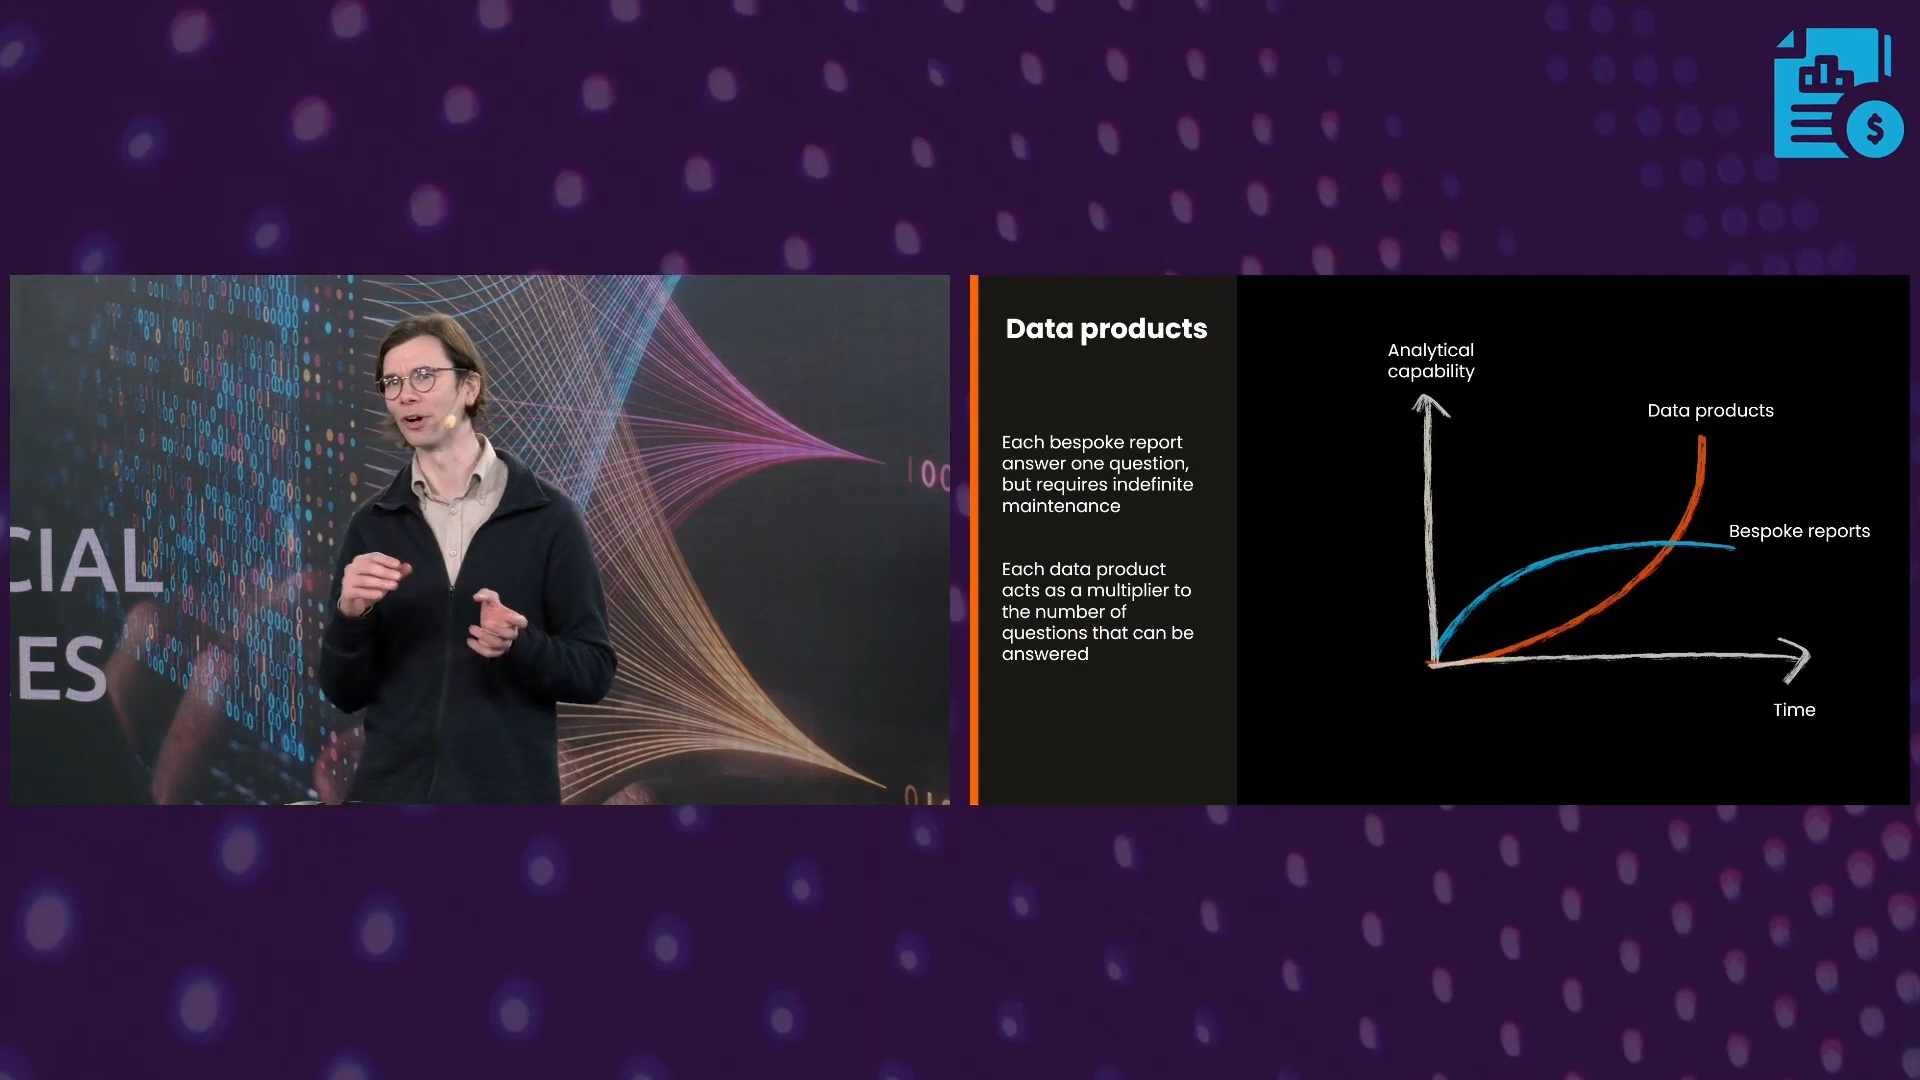 CIAL
ES
100
Data products
Each bespoke report
answer one question,
but requires indefinite
maintenance
Each data product
acts as a multiplier to
the number of
questions that can be
answered
Analytical
capability
Data products
Bespoke reports
Time
$